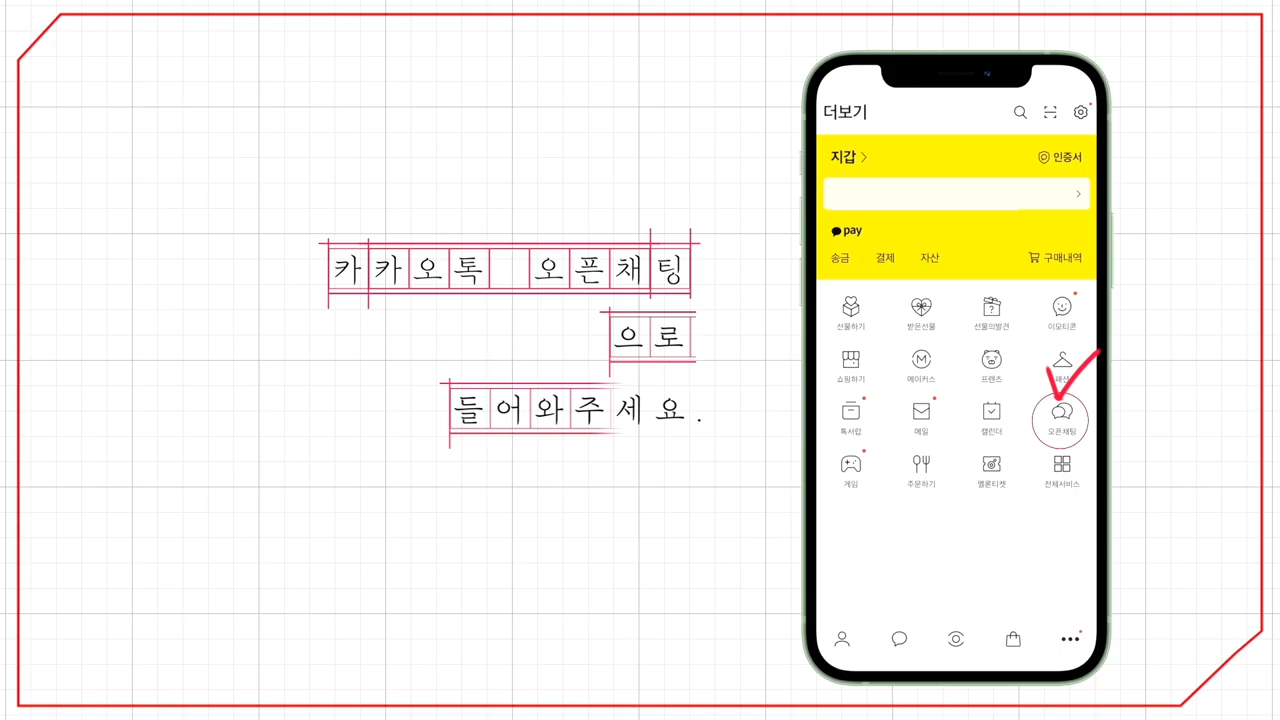 카카오톡 오픈채팅
으로
들어와주세요.
더보기
지갑 >
인증서
pay
송금 결제 자산 구매내역
선물하기 받은선물 선물의발견 이모티콘
쇼핑하기 메이커스 프렌즈
톡서랍 메일 캘린더 오픈채팅
게임 주문하기 멜론티켓 전체서비스